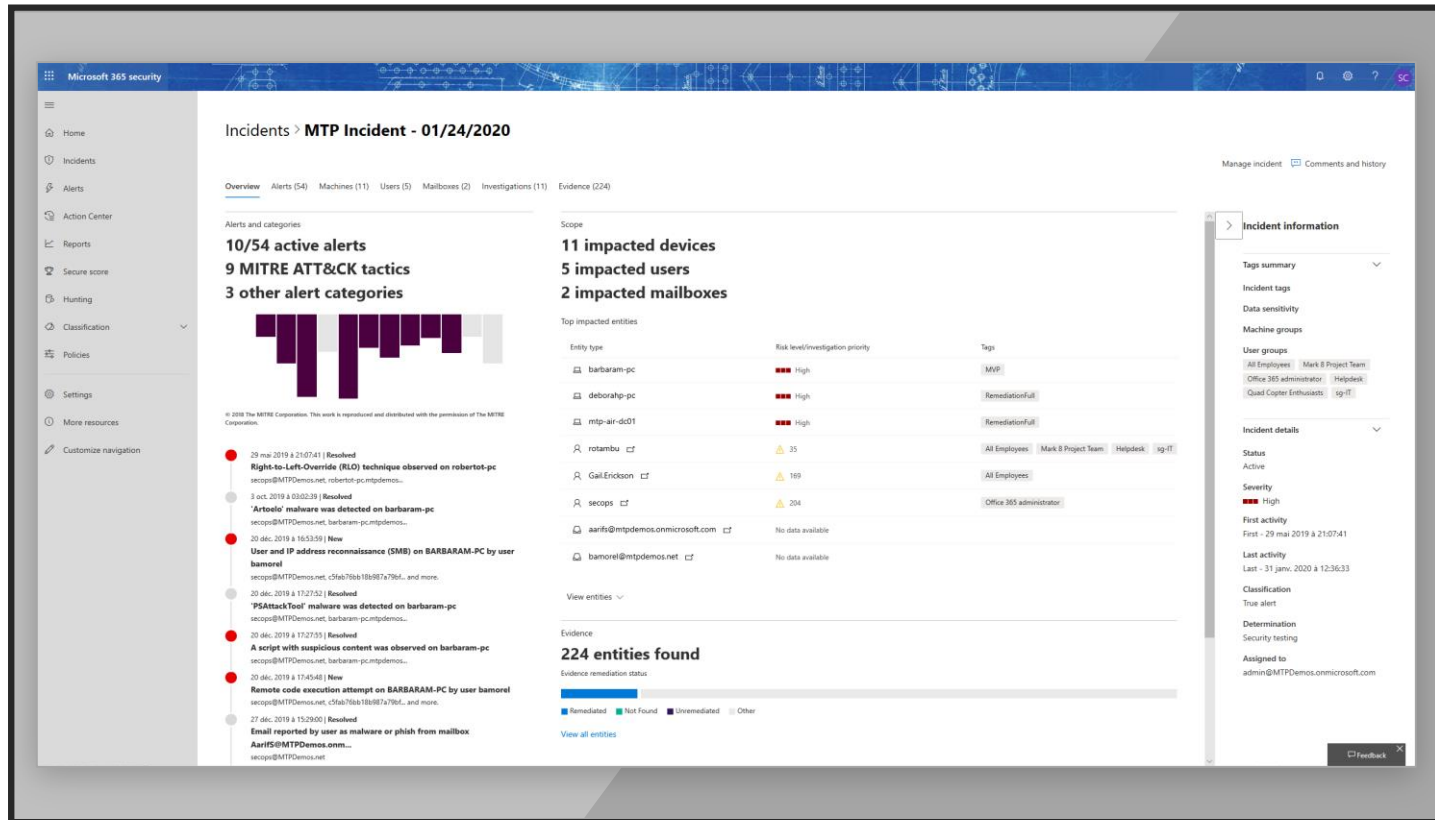 Microsoft 365 security
?
SC
Home
Incidents
Alerts
Action Center
Reports
Secure score
Hunting
Classification
Policies
Settings
More resources
Customize navigation
Incidents > MTP Incident - 01/24/2020
Manage incident
Comments and history
Overview Alerts (54) Machines (11) Users (5) Mailboxes (2) Investigations (11) Evidence (224)
Alerts and categories
10/54 active alerts
9 MITRE ATT&CK tactics
3 other alert categories
© 2018 The MITRE Corporation. This work is reproduced and distributed with the permission of The MITRE
Corporation.
29 mai 2019 à 21:07:41 | Resolved
Right-to-Left-Override (RLO) technique observed on robertot-pc
secops@MTPDemos.net, robertot-pc.mtpdemos...
3 oct. 2019 à 03:02:39 | Resolved
'Artoelo' malware was detected on barbaram-pc
secops@MTPDemos.net, barbaram-pc.mtpdemos...
20 déc. 2019 à 16:53:59 | New
User and IP address reconnaissance (SMB) on BARBARAM-PC by user
bamorel
secops@MTPDemos.net, c5fab76bb18b987a79bf... and more.
20 déc. 2019 à 17:27:52 | Resolved
'PSAttackTool' malware was detected on barbaram-pc
secops@MTPDemos.net, barbaram-pc.mtpdemos...
20 déc. 2019 à 17:27:55 | Resolved
A script with suspicious content was observed on barbaram-pc
secops@MTPDemos.net, barbaram-pc.mtpdemos...
20 déc. 2019 à 17:45:48 | New
Remote code execution attempt on BARBARAM-PC by user bamorel
secops@MTPDemos.net, c5fab76bb18b987a79bf... and more.
27 déc. 2019 à 15:29:00 | Resolved
Email reported by user as malware or phish from mailbox
AarifS@MTPDemos.onm...
secops@MTPDemos.net
Scope
11 impacted devices
5 impacted users
2 impacted mailboxes
Top impacted entities
Entity type Risk level/investigation priority Tags
barbaram-pc High MVP
deborahp-pc High RemediationFull
mtp-air-dc01 High RemediationFull
rotambu 35 All Employees Mark 8 Project Team Helpdesk sg-IT
Gail.Erickson 169 All Employees
secops 204 Office 365 administrator
aarifs@mtpdemos.onmicrosoft.com No data available
bamorel@mtpdemos.net No data available
View entities
Evidence
224 entities found
Evidence remediation status
Remediated Not Found Unremediated Other
View all entities
Incident information
Tags summary
Incident tags
Data sensitivity
Machine groups
User groups
All Employees Mark 8 Project Team
Office 365 administrator Helpdesk
Quad Copter Enthusiasts sg-IT
Incident details
Status
Active
Severity
High
First activity
First - 29 mai 2019 à 21:07:41
Last activity
Last - 31 janv. 2020 à 12:36:33
Classification
True alert
Determination
Security testing
Assigned to
admin@MTPDemos.onmicrosoft.com
Feedback